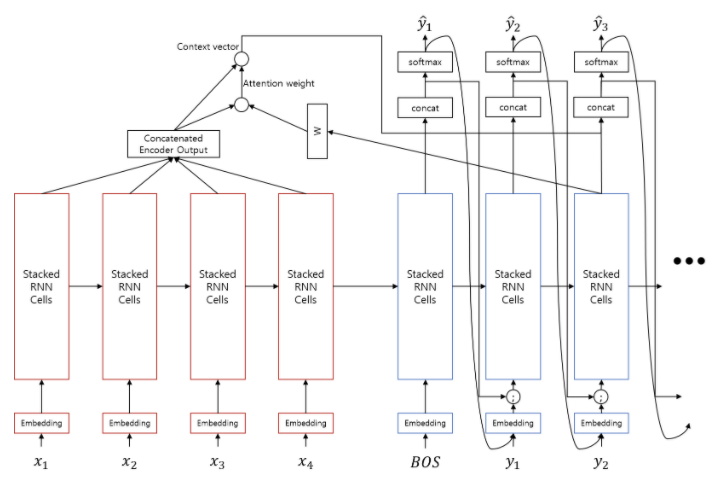 ŷ₁ ŷ₂ ŷ₃
Context vector
softmax softmax softmax
Attention weight
concat concat concat
W
Concatenated
Encoder Output
Stacked Stacked Stacked Stacked Stacked Stacked Stacked
RNN RNN RNN RNN RNN RNN RNN
Cells Cells Cells Cells Cells Cells Cells
; ;
Embedding Embedding Embedding Embedding Embedding Embedding Embedding
x₁ x₂ x₃ x₄ BOS y₁ y₂